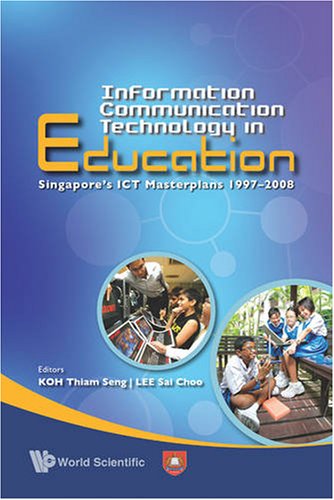 Information
Communication
Technology in
Education
Singapore's ICT Masterplans 1997–2008
Editors
KOH Thiam Seng | LEE Sai Choo
World Scientific